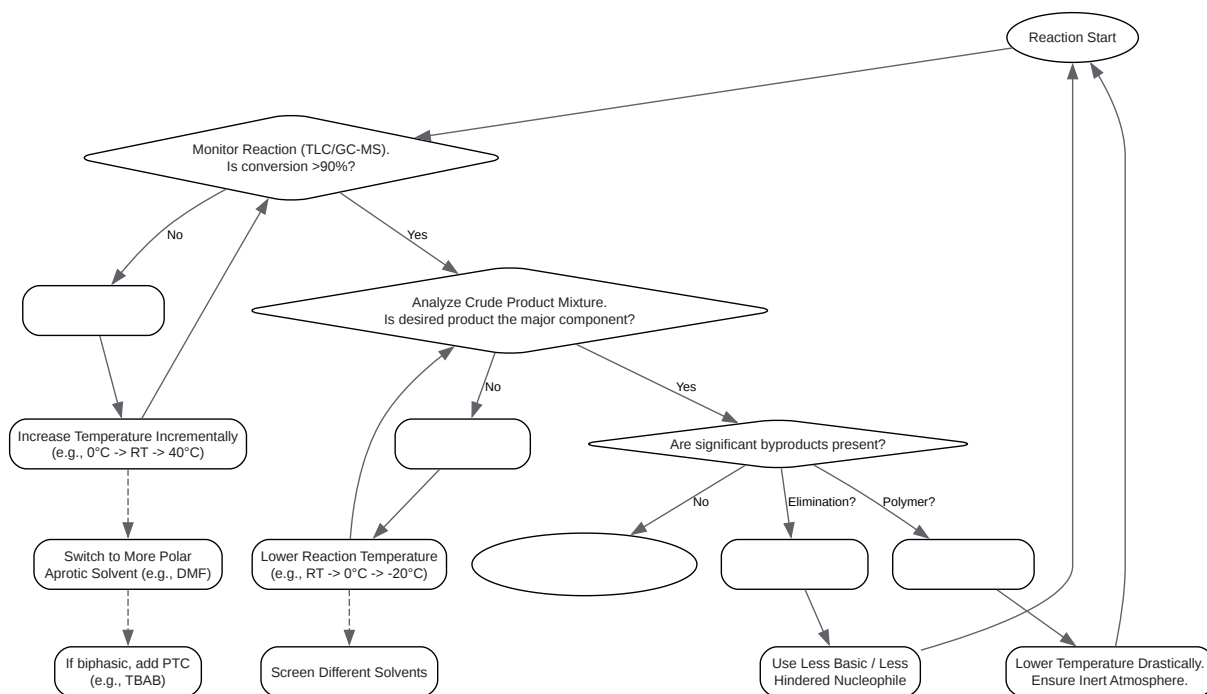 Reaction Start
Monitor Reaction (TLC/GC-MS).
Is conversion >90%?
No
Yes
Analyze Crude Product Mixture.
Is desired product the major component?
No
Yes
Increase Temperature Incrementally
(e.g., 0°C -> RT -> 40°C)
Are significant byproducts present?
No
Elimination?
Polymer?
Switch to More Polar
Aprotic Solvent (e.g., DMF)
Lower Reaction Temperature
(e.g., RT -> 0°C -> -20°C)
If biphasic, add PTC
(e.g., TBAB)
Screen Different Solvents
Use Less Basic / Less
Hindered Nucleophile
Lower Temperature Drastically.
Ensure Inert Atmosphere.